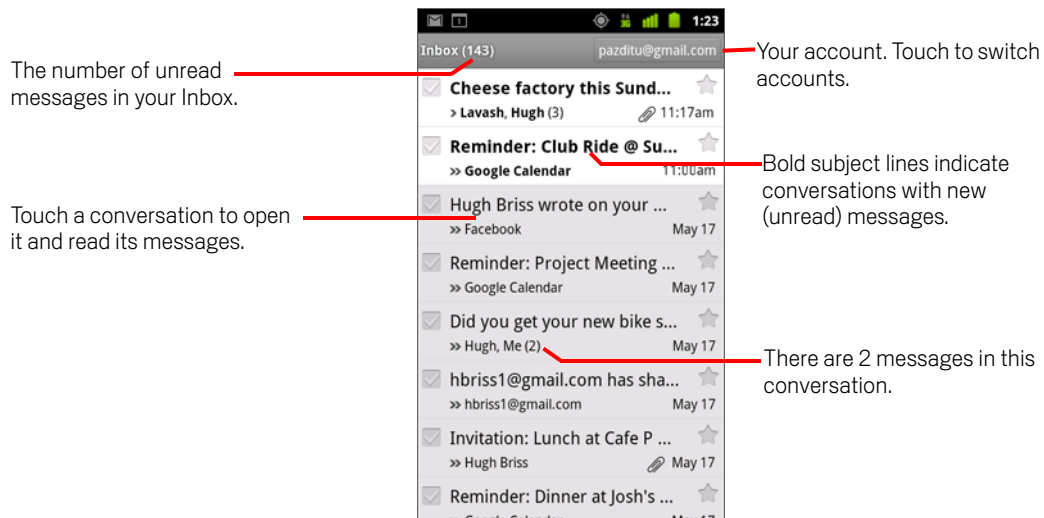 1:23
Inbox (143) pazditu@gmail.com
The number of unread
messages in your Inbox.
Your account. Touch to switch
accounts.
Cheese factory this Sund...
› Lavash, Hugh (3) 11:17am
Reminder: Club Ride @ Su...
» Google Calendar 11:00am
Bold subject lines indicate
conversations with new
(unread) messages.
Touch a conversation to open
it and read its messages.
Hugh Briss wrote on your ...
» Facebook May 17
Reminder: Project Meeting ...
» Google Calendar May 17
Did you get your new bike s...
» Hugh, Me (2) May 17
There are 2 messages in this
conversation.
hbriss1@gmail.com has sha...
» hbriss1@gmail.com May 17
Invitation: Lunch at Cafe P ...
» Hugh Briss May 17
Reminder: Dinner at Josh's ...
» Google Calendar May 17